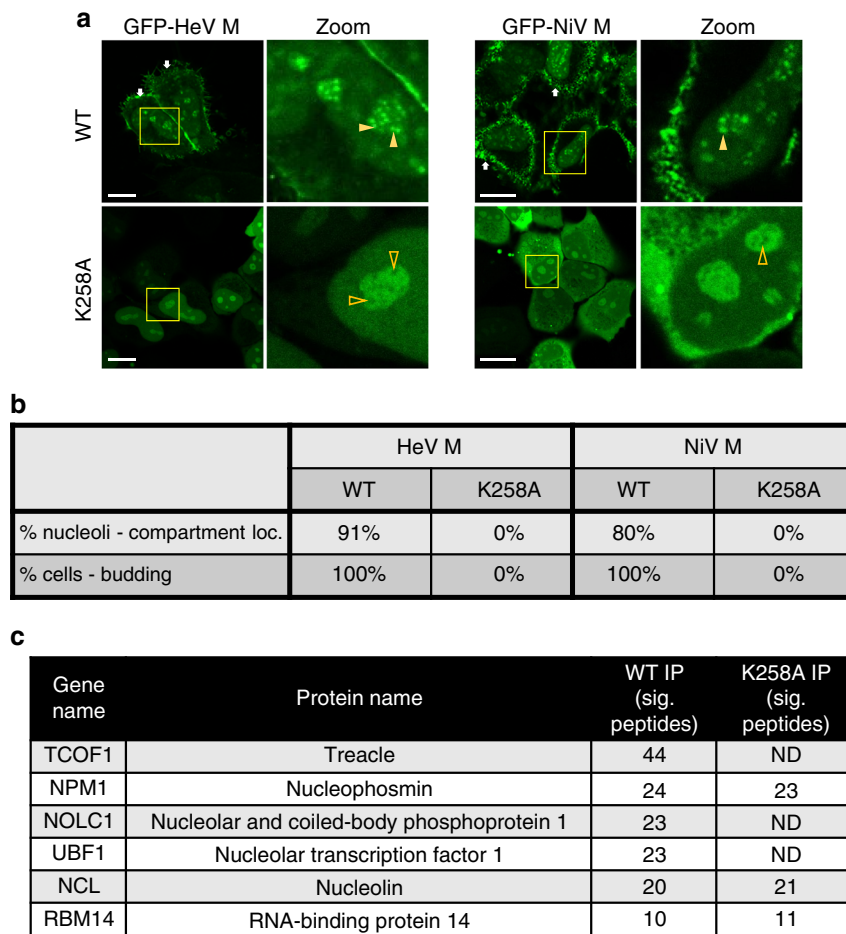 a
GFP-HeV M Zoom GFP-NiV M Zoom
WT
K258A
b
HeV M NiV M
WT K258A WT K258A
% nucleoli - compartment loc. 91% 0% 80% 0%
% cells - budding 100% 0% 100% 0%
c
Gene name Protein name WT IP (sig. peptides) K258A IP (sig. peptides)
TCOF1 Treacle 44 ND
NPM1 Nucleophosmin 24 23
NOLC1 Nucleolar and coiled-body phosphoprotein 1 23 ND
UBF1 Nucleolar transcription factor 1 23 ND
NCL Nucleolin 20 21
RBM14 RNA-binding protein 14 10 11